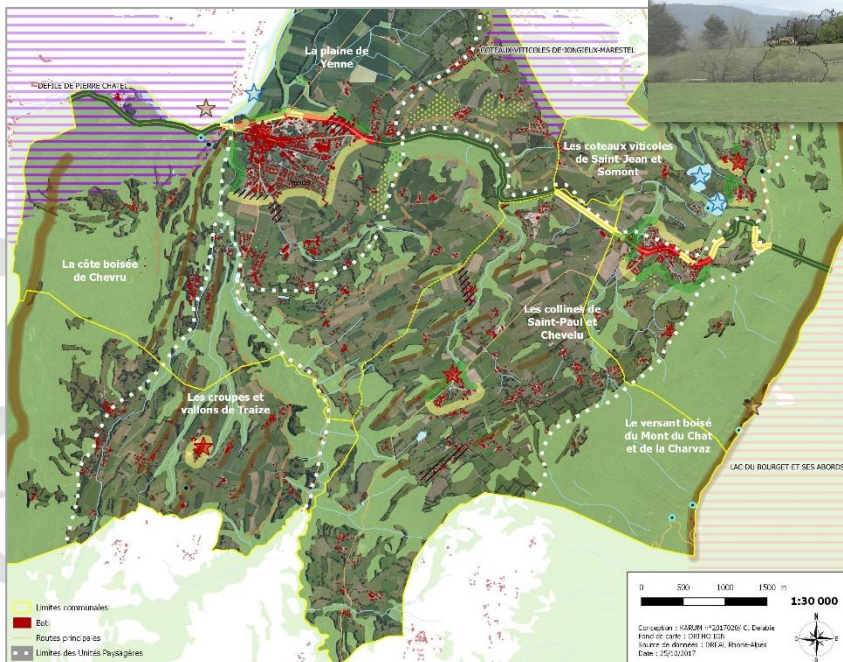 La plaine de
Yenne
COTEAUX VITICOLES DE JONGIEUX-MARESTEL
DEFILE DE PIERRE CHATEL
Les coteaux viticoles
de Saint Jean et
Somont
Yenne
La côte boisée
de Chevru
Les collines de
Saint-Paul et
Chevelu
Les croupes et
vallons de Traize
Le versant boisé
du Mont du Chat
et de la Charvaz
LAC DU BOURGET ET SES ABORDS
Limites communales
Bati
Routes principales
Limites des Unités Paysagères
0 500 1000 1500 m
1:30 000
Conception : KARUM n°2017020/ C. Delabie
Fond de carte : ORTHO IGN
Source de données : DREAL Rhone-Alpes
Date : 25/10/2017